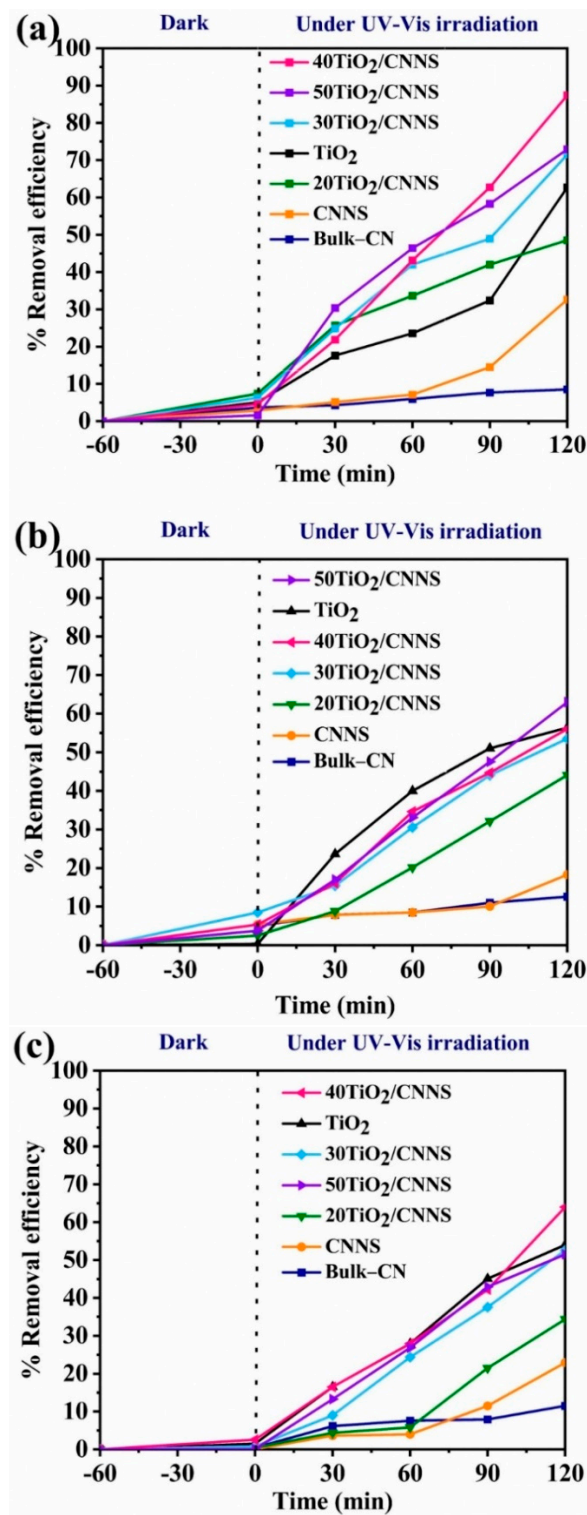 (a)
Dark Under UV-Vis irradiation
100
90
80
70
60
50
40
30
20
10
0
% Removal efficiency
40TiO2/CNNS
50TiO2/CNNS
30TiO2/CNNS
TiO2
20TiO2/CNNS
CNNS
Bulk–CN
-60 -30 0 30 60 90 120
Time (min)
(b)
Dark Under UV-Vis irradiation
100
90
80
70
60
50
40
30
20
10
0
% Removal efficiency
50TiO2/CNNS
TiO2
40TiO2/CNNS
30TiO2/CNNS
20TiO2/CNNS
CNNS
Bulk–CN
-60 -30 0 30 60 90 120
Time (min)
(c)
Dark Under UV-Vis irradiation
100
90
80
70
60
50
40
30
20
10
0
% Removal efficiency
40TiO2/CNNS
TiO2
30TiO2/CNNS
50TiO2/CNNS
20TiO2/CNNS
CNNS
Bulk–CN
-60 -30 0 30 60 90 120
Time (min)